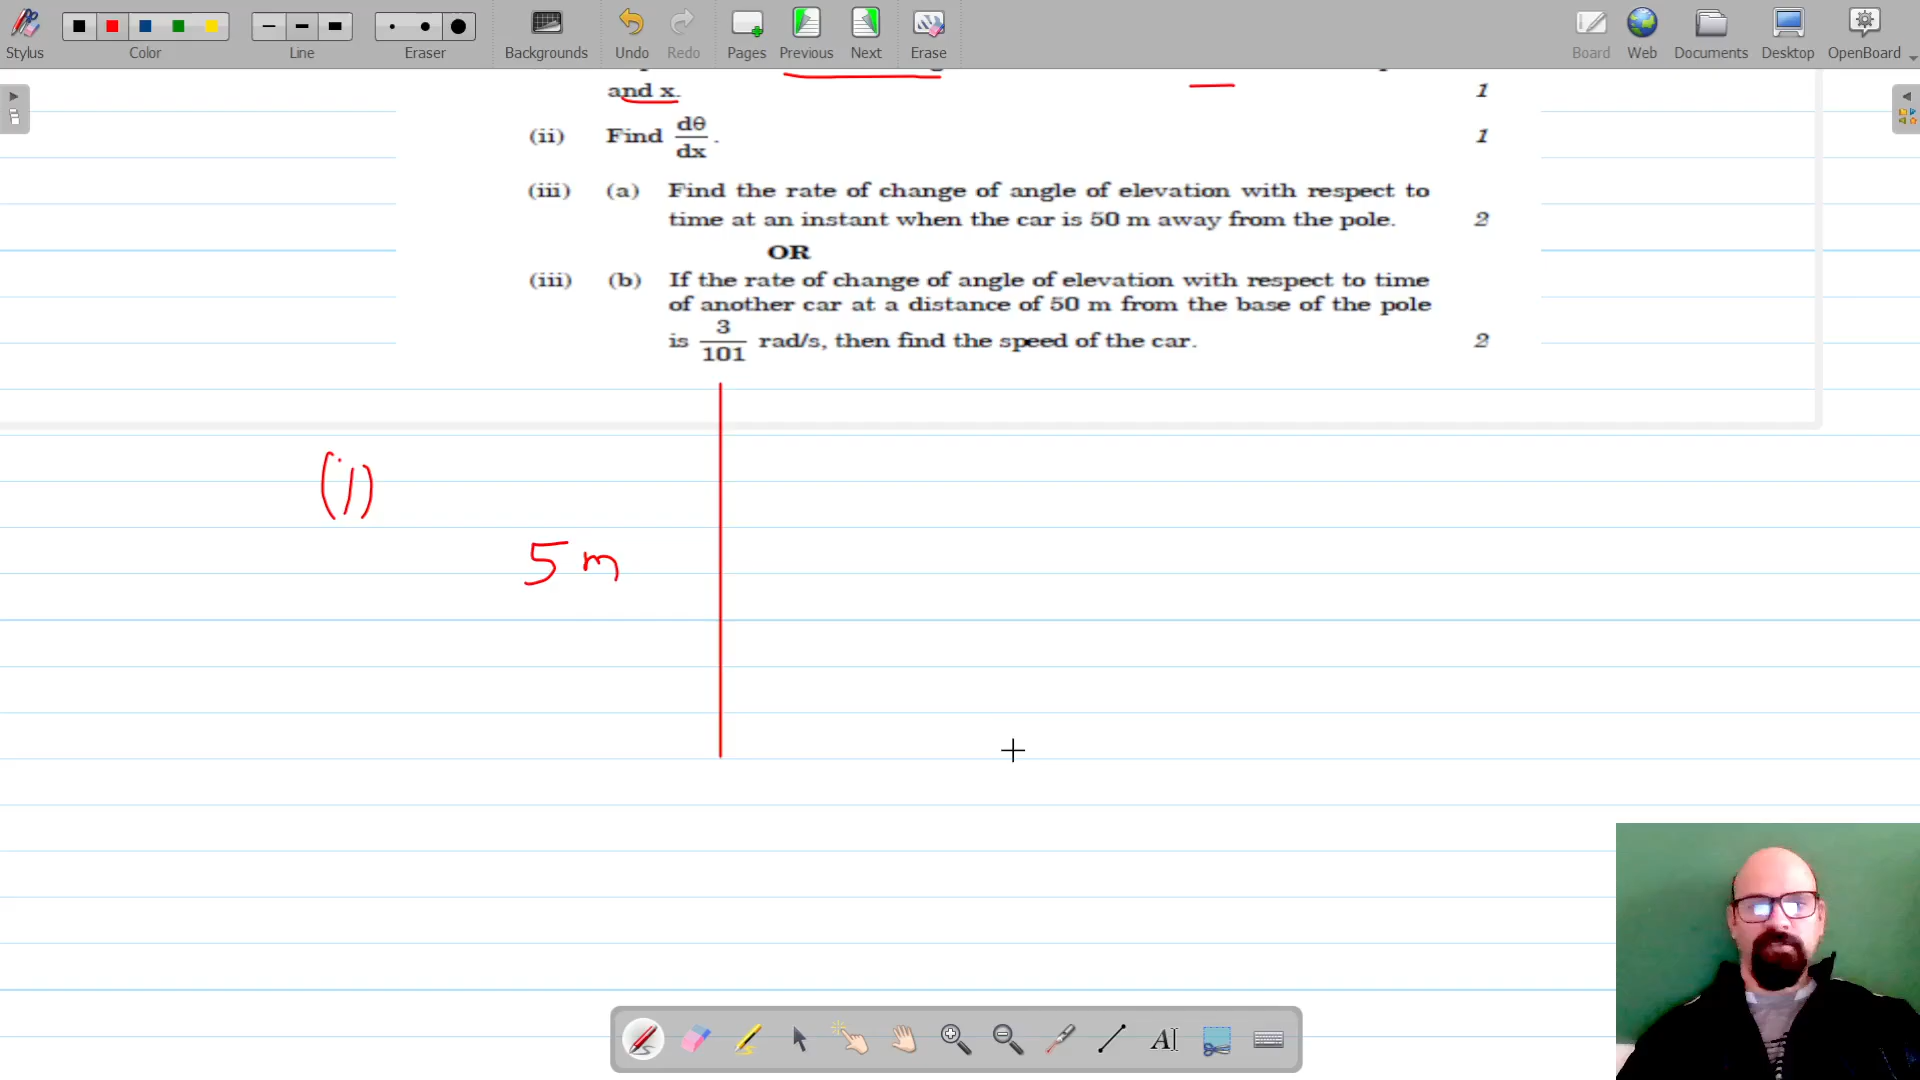 Stylus Color Line Eraser Backgrounds Undo Redo Pages Previous Next Erase Board Web Documents Desktop OpenBoard
and x. 1
(ii) Find dθ/dx . 1
(iii) (a) Find the rate of change of angle of elevation with respect to
time at an instant when the car is 50 m away from the pole. 2
OR
(iii) (b) If the rate of change of angle of elevation with respect to time
of another car at a distance of 50 m from the base of the pole
is 3/101 rad/s, then find the speed of the car. 2
(i)
5 m